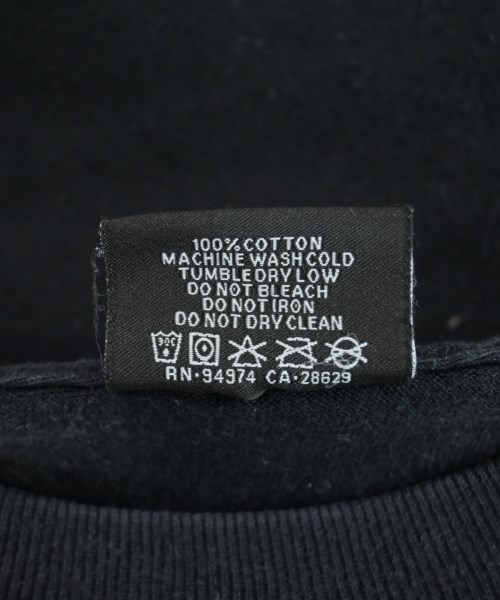 100% COTTON
MACHINE WASH COLD
TUMBLE DRY LOW
DO NOT BLEACH
DO NOT IRON
DO NOT DRY CLEAN
30C
RN·94974 CA·28629